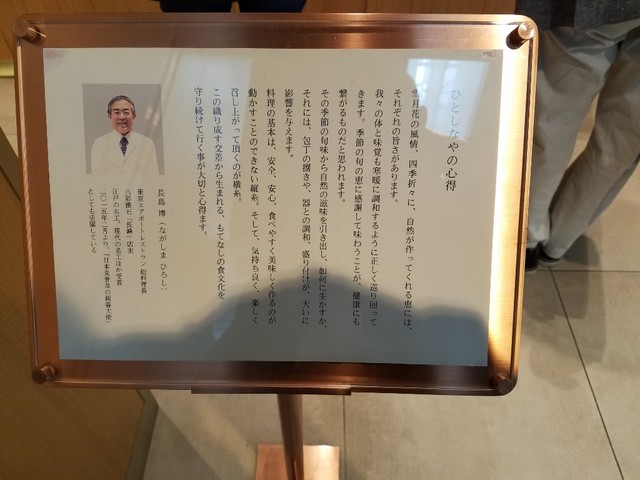 ひとしなやの心得
雪月花の風情、四季折々に、自然が作ってくれる恵には、
それぞれの旨さがあります。
我々の体と味覚も寒暖に調和するように正しく巡り回って
きます。季節の旬の恵に感謝して味わうことが、健康にも
繋がるものだと思われます。
その季節の旬味から自然の滋味を引き出し、如何に生かすか、
それには、包丁の捌きや、器との調和、盛り付けが、大いに
影響を与えます。
料理の基本は、安全、安心、食べやすく美味しく作るのが
動かすことのできない縦糸。そして、気持ち良く、楽しく
召し上がって頂くのが横糸。
この織り成す交差から生まれる、もてなしの食文化を
守り続けて行く事が大切と心得ます。
長島 博（ながしま ひろし）
東京エアポートレストラン 総料理長
八彩懐石「長峰」店主
江戸の名工、現代の名工ほか受賞
二〇一五年二月より、「日本食普及の親善大使」
としても活躍している